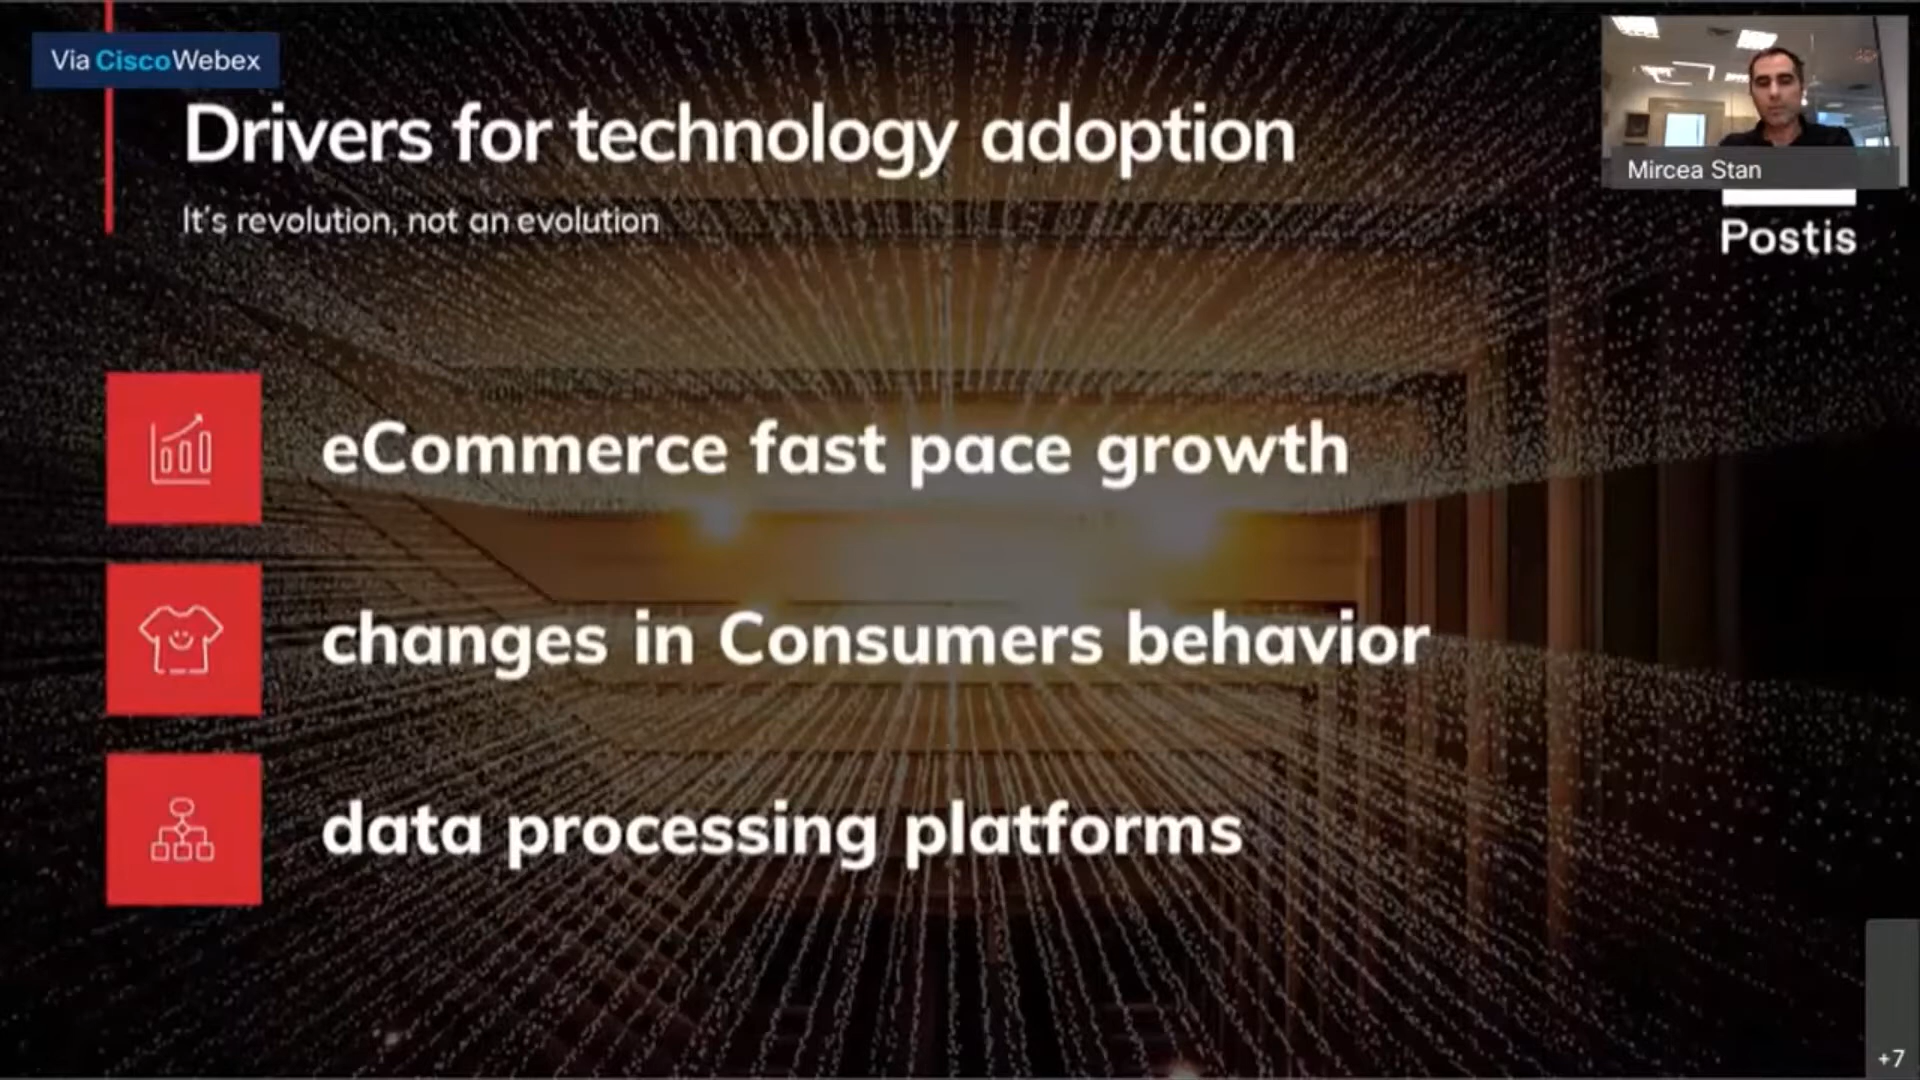 Via CiscoWebex
Drivers for technology adoption
It's revolution, not an evolution
Mircea Stan
Postis
eCommerce fast pace growth
changes in Consumers behavior
data processing platforms
+7